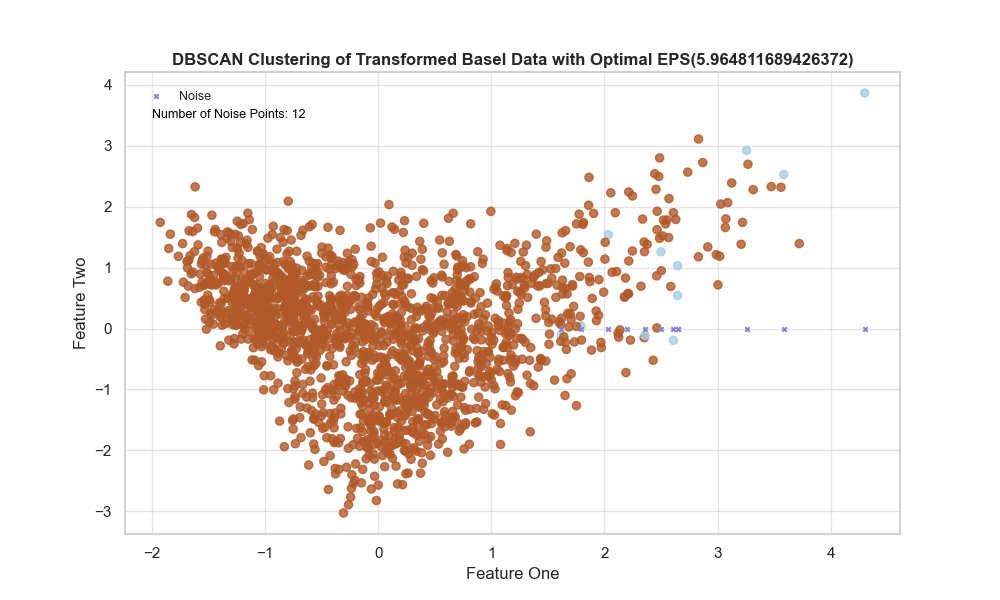 DBSCAN Clustering of Transformed Basel Data with Optimal EPS(5.964811689426372)
Noise
Number of Noise Points: 12
4
3
2
1
0
−1
−2
−3
Feature Two
−2 −1 0 1 2 3 4
Feature One